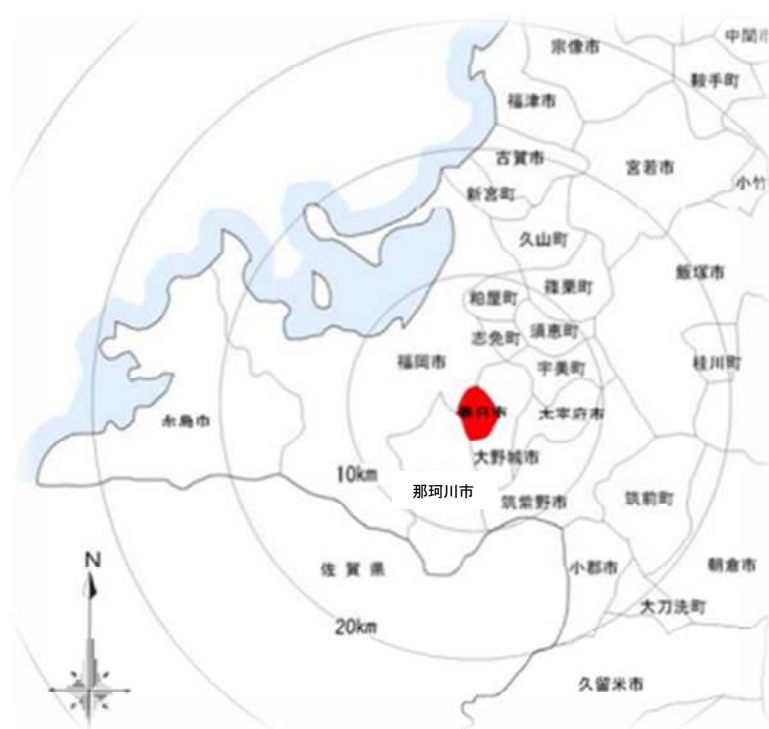 中間市
宗像市
鞍手町
福津市
古賀市
宮若市
小竹
新宮町
久山町
飯塚市
篠栗町
粕屋町
須恵町
志免町
桂川町
福岡市
宇美町
春日市
太宰府市
糸島市
大野城市
10km
那珂川市
筑紫野市
筑前町
N
佐賀県
小郡市
朝倉市
大刀洗町
20km
久留米市